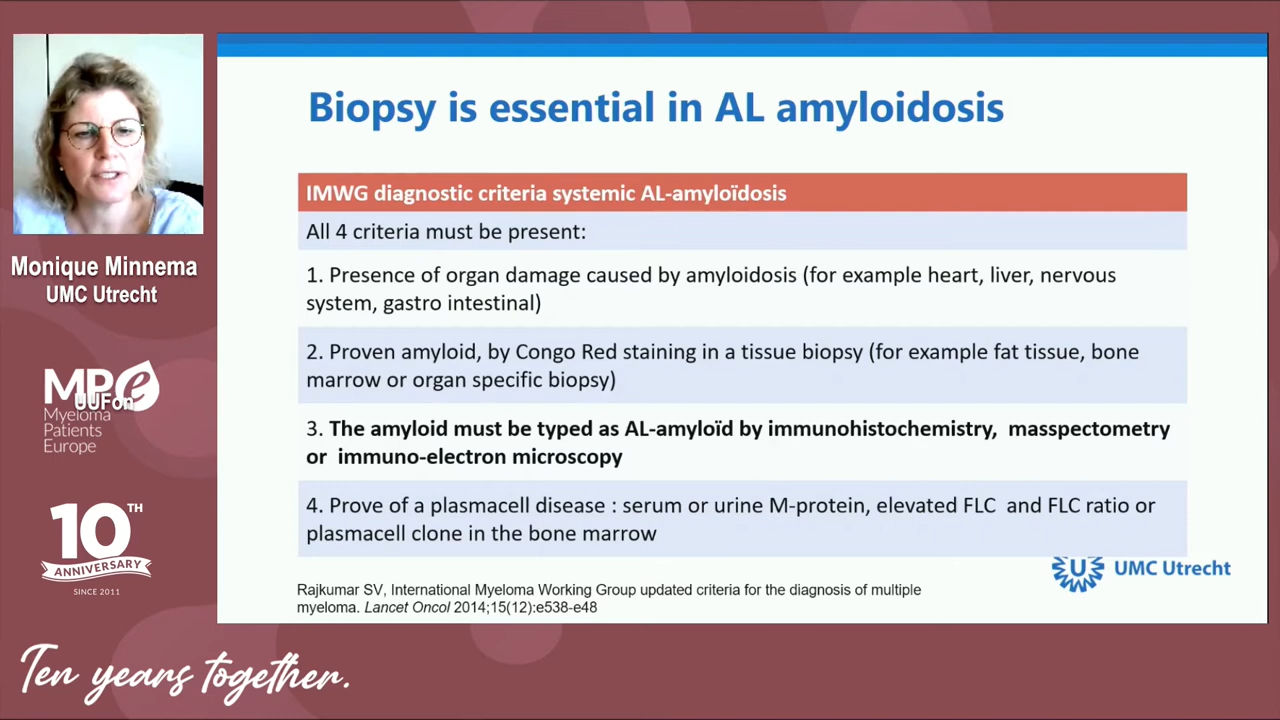 Biopsy is essential in AL amyloidosis
IMWG diagnostic criteria systemic AL-amyloïdosis
All 4 criteria must be present:
1. Presence of organ damage caused by amyloidosis (for example heart, liver, nervous
system, gastro intestinal)
2. Proven amyloid, by Congo Red staining in a tissue biopsy (for example fat tissue, bone
marrow or organ specific biopsy)
3. The amyloid must be typed as AL-amyloïd by immunohistochemistry, masspectometry
or immuno-electron microscopy
4. Prove of a plasmacell disease : serum or urine M-protein, elevated FLC and FLC ratio or
plasmacell clone in the bone marrow
UMC Utrecht
Rajkumar SV, International Myeloma Working Group updated criteria for the diagnosis of multiple
myeloma. Lancet Oncol 2014;15(12):e538-e48
Monique Minnema
UMC Utrecht
MPe
UUFon
Myeloma
Patients
Europe
10TH
ANNIVERSARY
SINCE 2011
Ten years together.